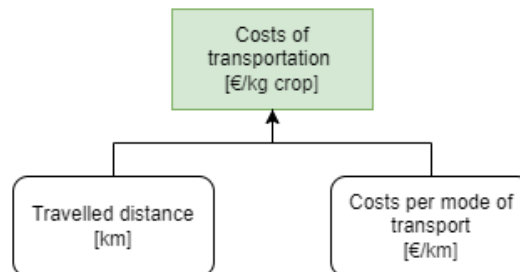 Costs of
transportation
[€/kg crop]
Travelled distance
[km]
Costs per mode of
transport
[€/km]